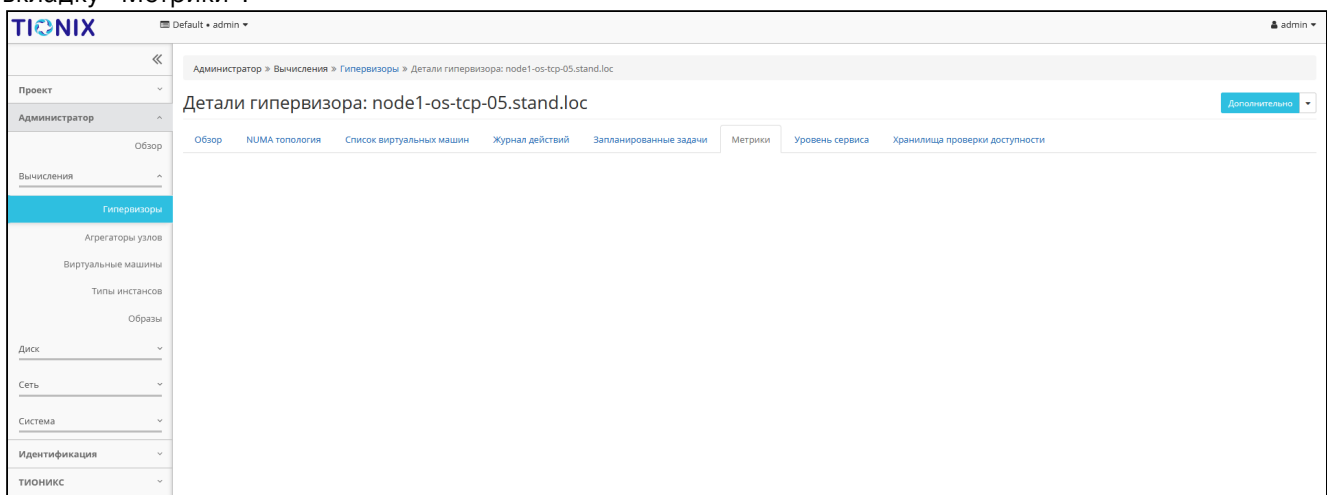 вкладку "Метрики".
TIONIX
Default • admin
admin
Администратор » Вычисления » Гипервизоры » Детали гипервизора: node1-os-tcp-05.stand.loc
Проект
Администратор
Детали гипервизора: node1-os-tcp-05.stand.loc
Дополнительно
Обзор NUMA топология Список виртуальных машин Журнал действий Запланированные задачи Метрики Уровень сервиса Хранилища проверки доступности
Обзор
Вычисления
Гипервизоры
Агрегаторы узлов
Виртуальные машины
Типы инстансов
Образы
Диск
Сеть
Система
Идентификация
ТИОНИКС